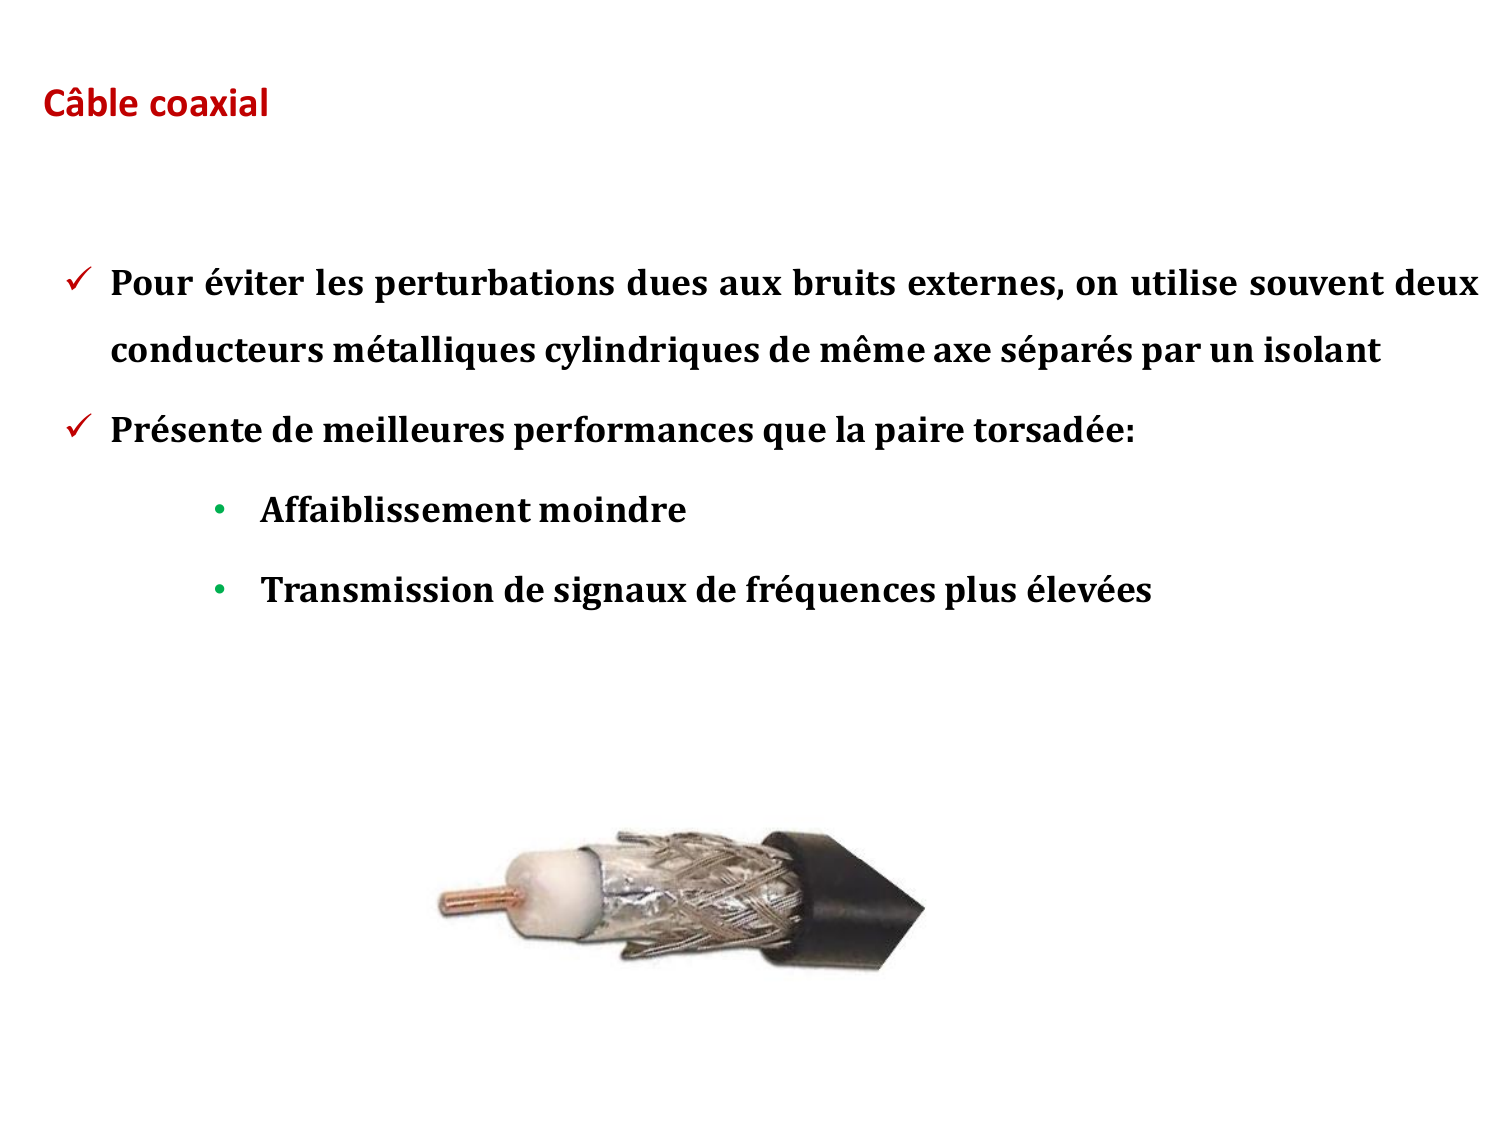 Câble coaxial
✓ Pour éviter les perturbations dues aux bruits externes, on utilise souvent deux
conducteurs métalliques cylindriques de même axe séparés par un isolant
✓ Présente de meilleures performances que la paire torsadée:
• Affaiblissement moindre
• Transmission de signaux de fréquences plus élevées